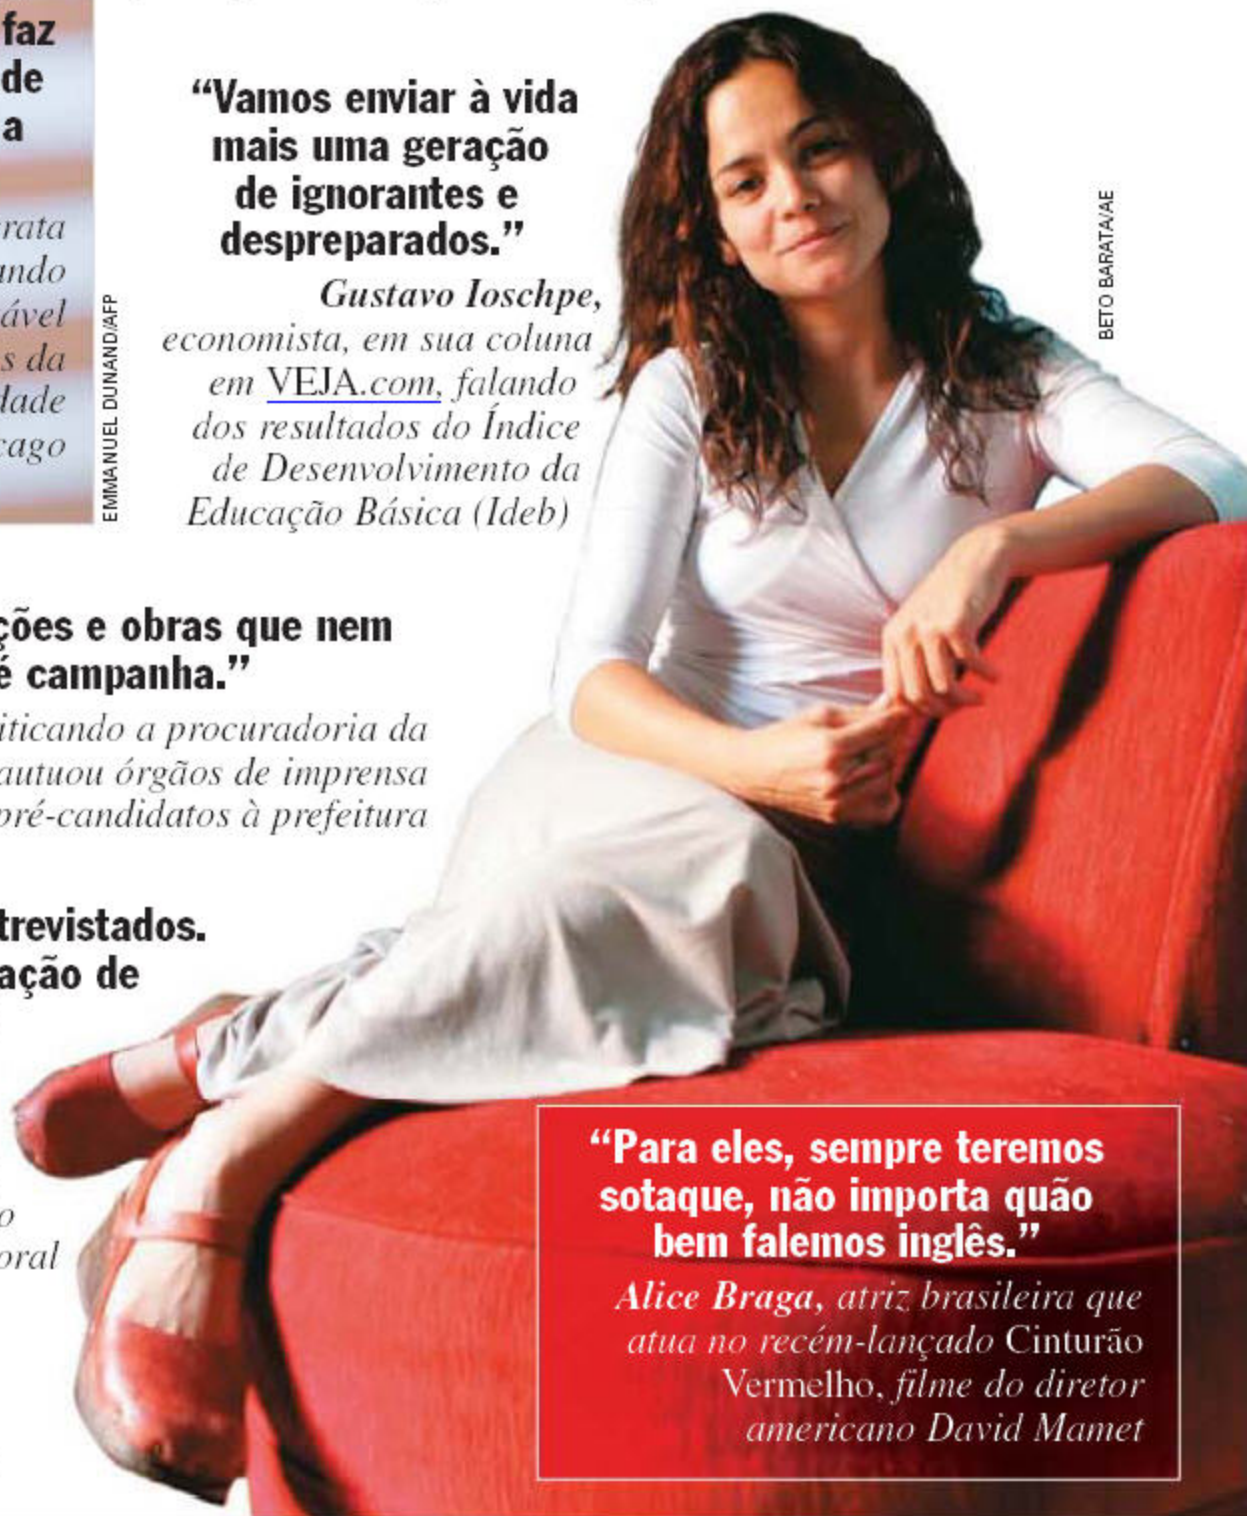 faz
de
a
rata
ando
ável
s da
dade
cago
EMMANUEL DUNAND/AFP
“Vamos enviar à vida
mais uma geração
de ignorantes e
despreparados.”
Gustavo Ioschpe,
economista, em sua coluna
em VEJA.com, falando
dos resultados do Índice
de Desenvolvimento da
Educação Básica (Ideb)
BETO BARATA/AE
ções e obras que nem
é campanha.”
iticando a procuradoria da
autuou órgãos de imprensa
pré-candidatos à prefeitura
trevistados.
ação de
o
oral
“Para eles, sempre teremos
sotaque, não importa quão
bem falemos inglês.”
Alice Braga, atriz brasileira que
atua no recém-lançado Cinturão
Vermelho, filme do diretor
americano David Mamet